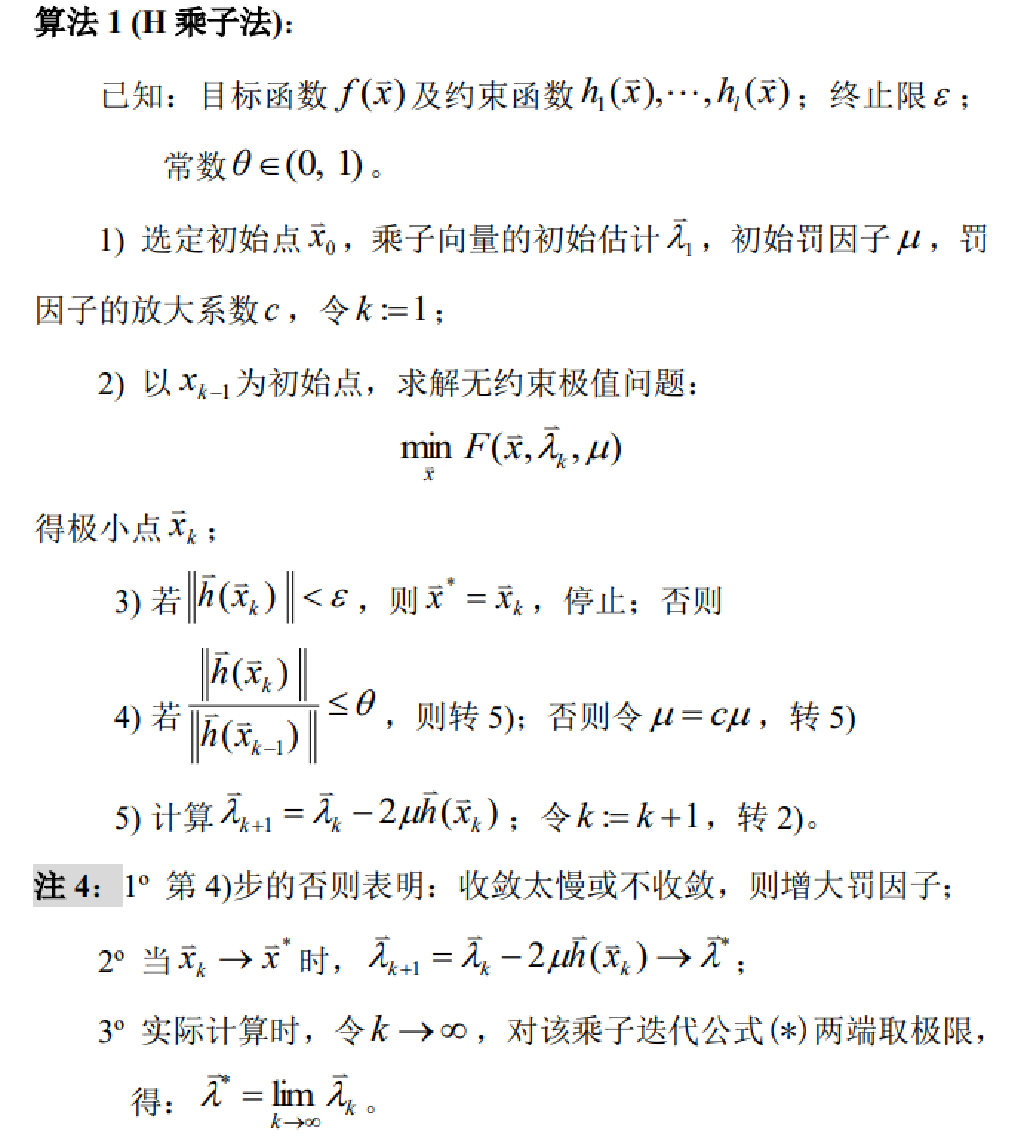 算法 1 (H 乘子法)：
已知：目标函数 $f(\bar{x})$ 及约束函数 $h_1(\bar{x}),\cdots,h_l(\bar{x})$；终止限 $\varepsilon$；
常数 $\theta\in(0,\ 1)$。
1) 选定初始点 $\bar{x}_0$，乘子向量的初始估计 $\bar{\lambda}_1$，初始罚因子 $\mu$，罚
因子的放大系数 $c$，令 $k:=1$；
2) 以 $x_{k-1}$ 为初始点，求解无约束极值问题：
$\min_{\bar{x}} F(\bar{x},\bar{\lambda}_k,\mu)$
得极小点 $\bar{x}_k$；
3) 若 $\left\|\bar{h}(\bar{x}_k)\right\|<\varepsilon$，则 $\bar{x}^*=\bar{x}_k$，停止；否则
4) 若 $\frac{\left\|\bar{h}(\bar{x}_k)\right\|}{\left\|\bar{h}(\bar{x}_{k-1})\right\|}\leq\theta$，则转 5)；否则令 $\mu=c\mu$，转 5)
5) 计算 $\bar{\lambda}_{k+1}=\bar{\lambda}_k-2\mu\bar{h}(\bar{x}_k)$；令 $k:=k+1$，转 2)。
注 4：1º 第 4)步的否则表明：收敛太慢或不收敛，则增大罚因子；
2º 当 $\bar{x}_k\to\bar{x}^*$ 时，$\bar{\lambda}_{k+1}=\bar{\lambda}_k-2\mu\bar{h}(\bar{x}_k)\to\bar{\lambda}^*$；
3º 实际计算时，令 $k\to\infty$，对该乘子迭代公式(*)两端取极限，
得：$\bar{\lambda}^*=\lim_{k\to\infty}\bar{\lambda}_k$。